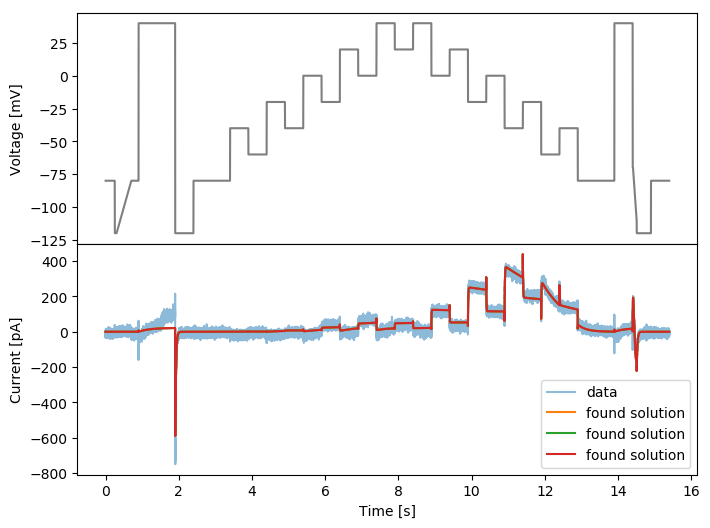 25
0
−25
−50
−75
−100
−125
Voltage [mV]
400
200
0
−200
−400
−600
−800
Current [pA]
data
found solution
found solution
found solution
0 2 4 6 8 10 12 14 16
Time [s]